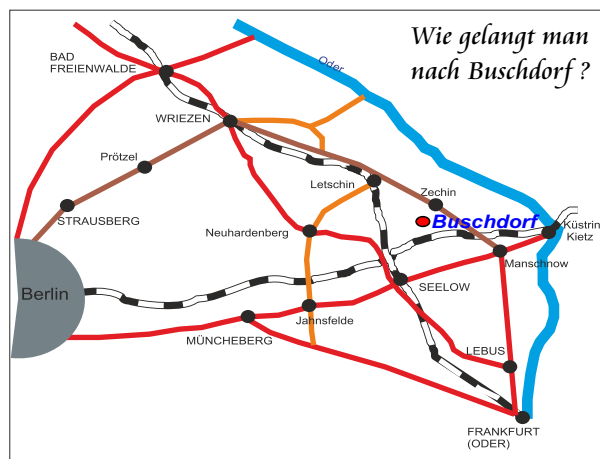 Wie gelangt man
nach Buschdorf ?
Oder
BAD
FREIENWALDE
WRIEZEN
Prötzel
Letschin
Zechin
STRAUSBERG
Buschdorf
Neuhardenberg
Küstrin
Kietz
Manschnow
Berlin
SEELOW
Jahnsfelde
MÜNCHEBERG
LEBUS
FRANKFURT
(ODER)